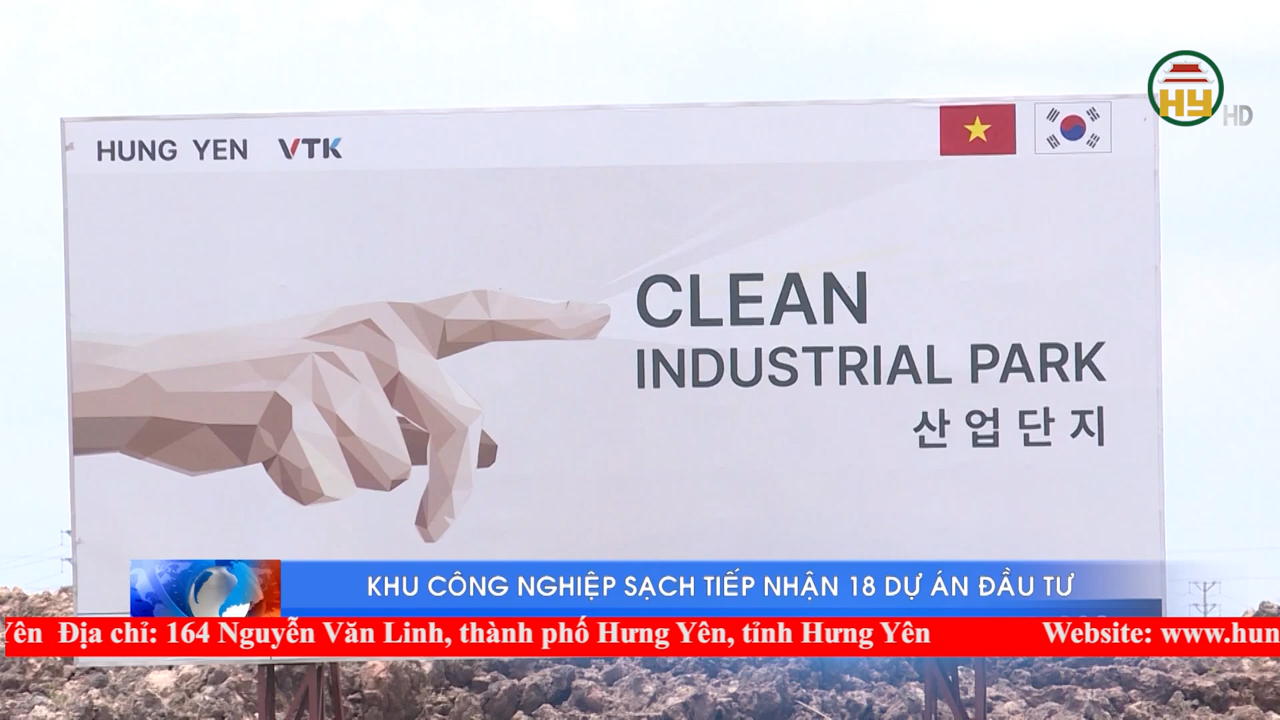 HY HD
HUNG YEN VTK
CLEAN
INDUSTRIAL PARK
산업단지
KHU CÔNG NGHIỆP SẠCH TIẾP NHẬN 18 DỰ ÁN ĐẦU TƯ
Yên Địa chỉ: 164 Nguyễn Văn Linh, thành phố Hưng Yên, tỉnh Hưng Yên Website: www.hun